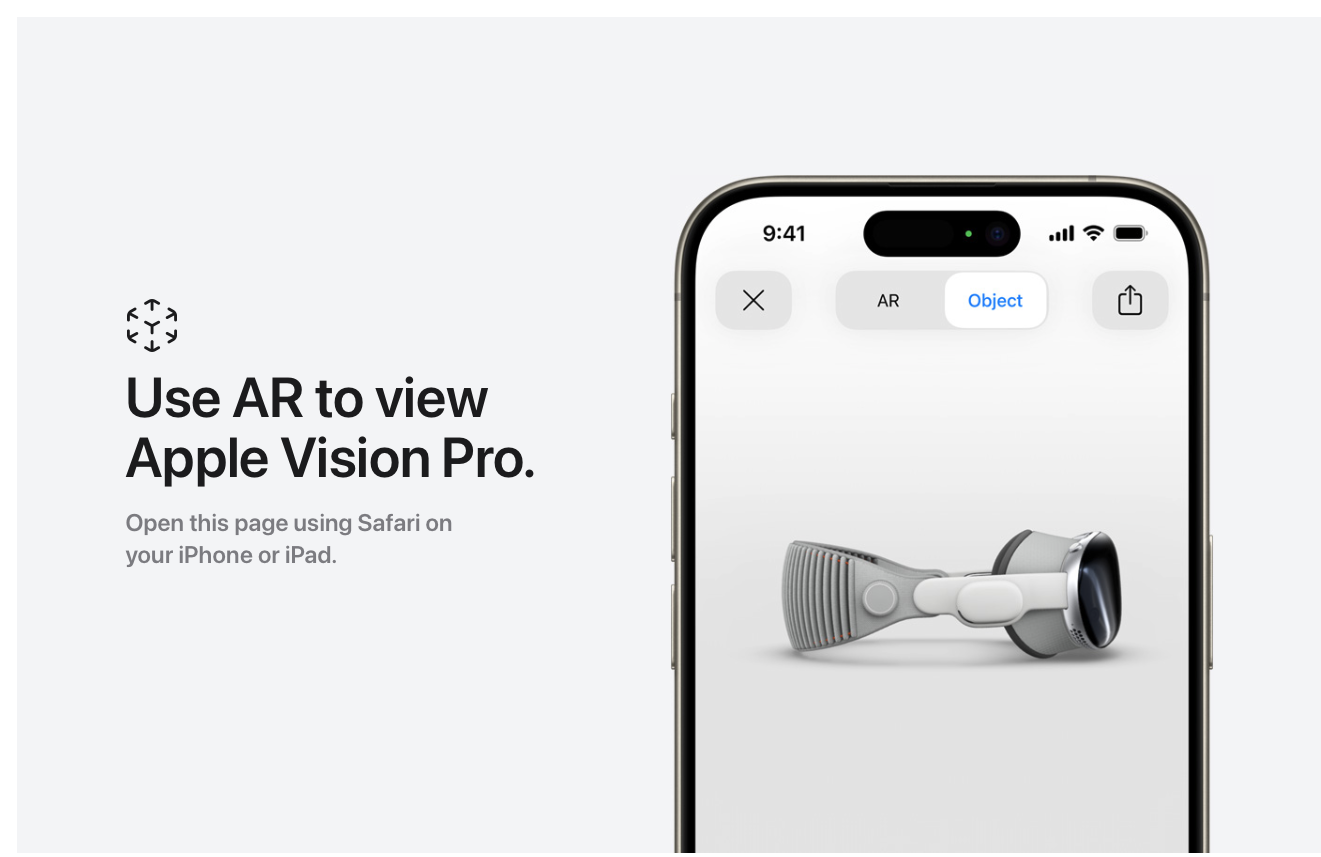 Use AR to view
Apple Vision Pro.
Open this page using Safari on
your iPhone or iPad.
9:41
AR
Object